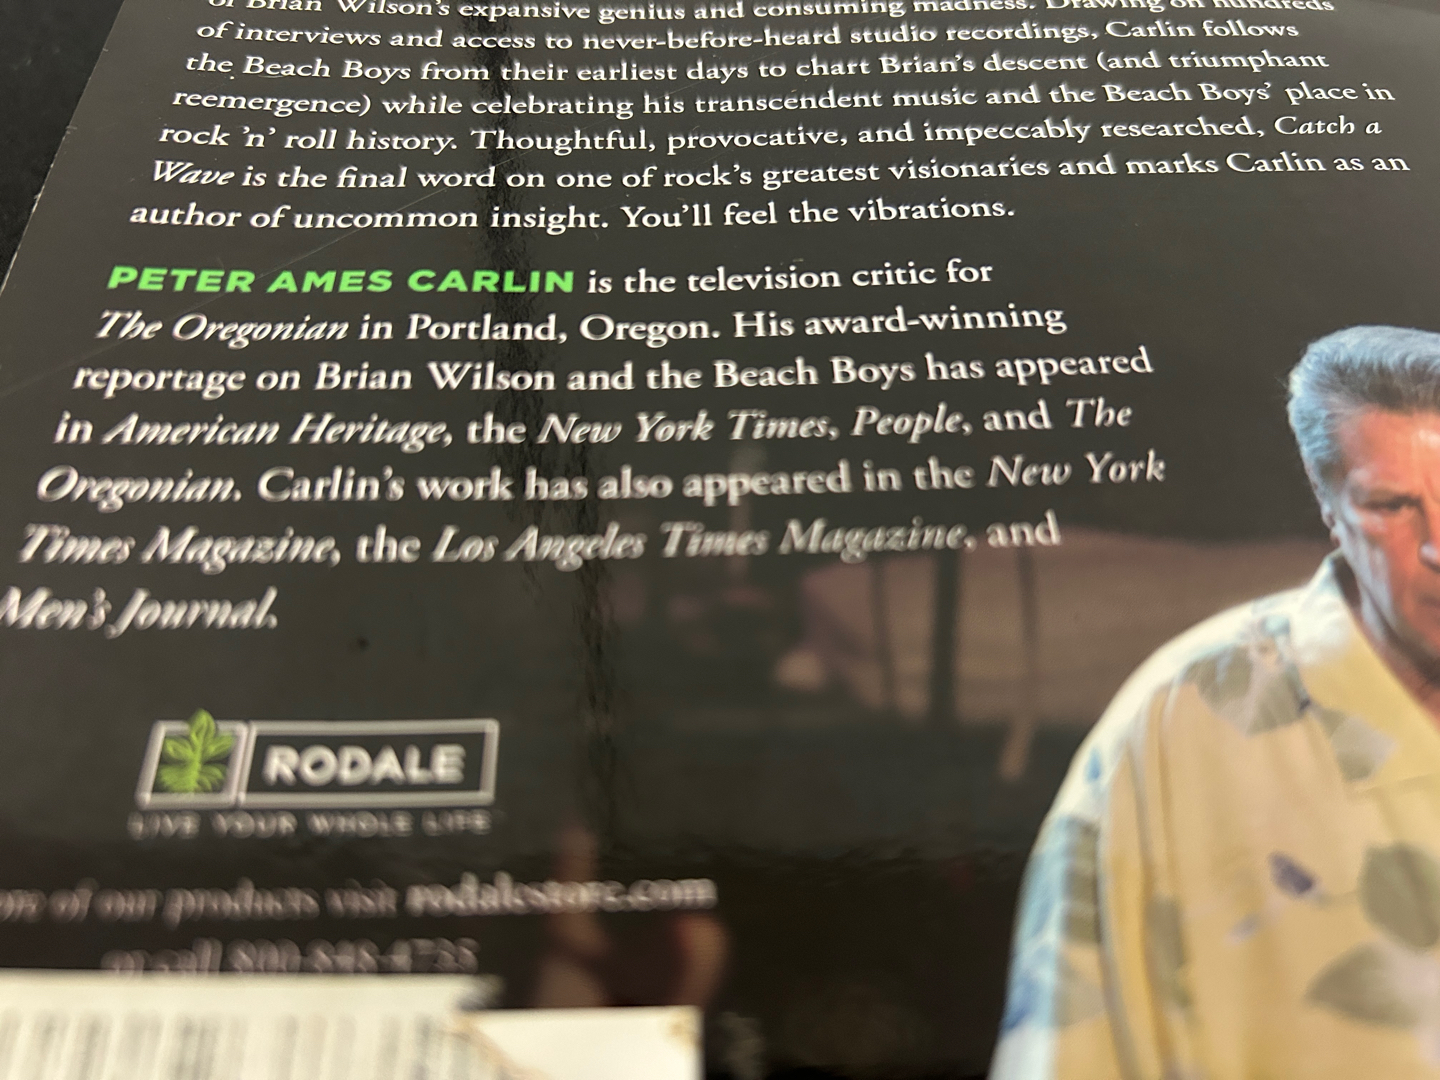 of Brian Wilson's expansive genius and consuming madness. Drawing on hundreds
of interviews and access to never-before-heard studio recordings, Carlin follows
the Beach Boys from their earliest days to chart Brian's descent (and triumphant
reemergence) while celebrating his transcendent music and the Beach Boys' place in
rock 'n' roll history. Thoughtful, provocative, and impeccably researched, Catch a
Wave is the final word on one of rock's greatest visionaries and marks Carlin as an
author of uncommon insight. You'll feel the vibrations.
PETER AMES CARLIN is the television critic for
The Oregonian in Portland, Oregon. His award-winning
reportage on Brian Wilson and the Beach Boys has appeared
in American Heritage, the New York Times, People, and The
Oregonian. Carlin's work has also appeared in the New York
Times Magazine, the Los Angeles Times Magazine, and
Men's Journal.
RODALE
LIVE YOUR WHOLE LIFE
of our products visit rodalestore.com
or call 800-848-4735